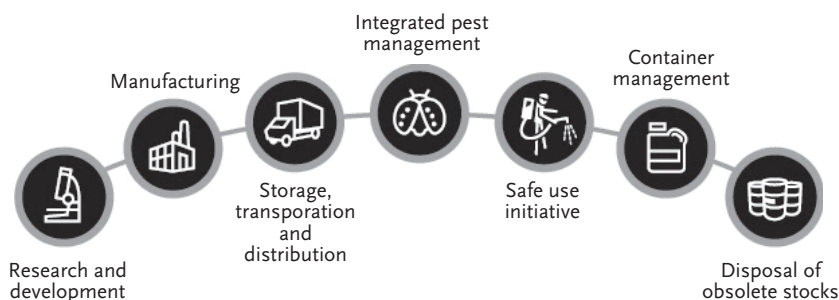 Research and
development
Manufacturing
Storage,
transporation
and
distribution
Integrated pest
management
Safe use
initiative
Container
management
Disposal of
obsolete stocks